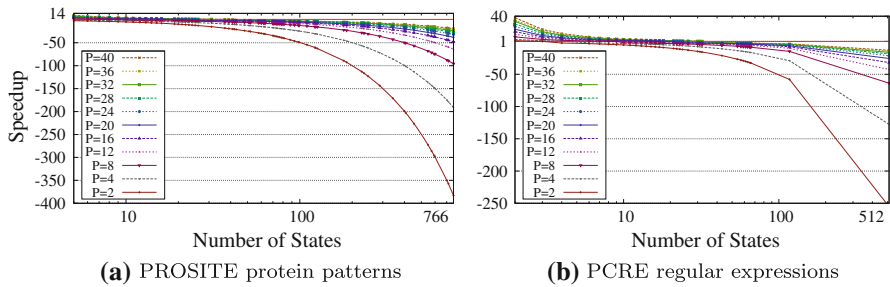 14
-50
-100
-150
-200
-250
-300
-350
-400
Speedup
P=40
P=36
P=32
P=28
P=24
P=20
P=16
P=12
P=8
P=4
P=2
10 100 766
Number of States
(a) PROSITE protein patterns
40
1
-50
-100
-150
-200
-250
P=40
P=36
P=32
P=28
P=24
P=20
P=16
P=12
P=8
P=4
P=2
10 100 512
Number of States
(b) PCRE regular expressions